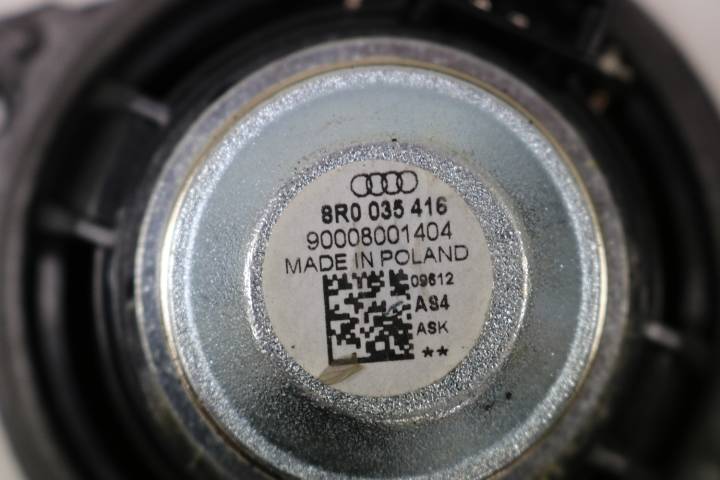 8R0 035 416
90008001404
MADE IN POLAND
09612
AS4
ASK
**